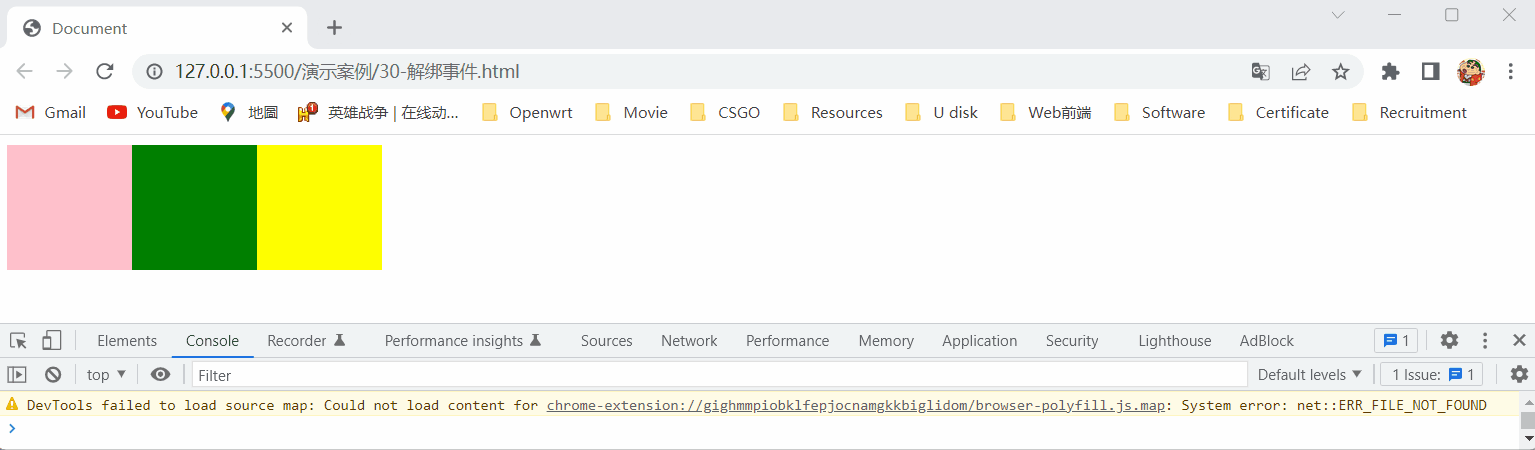 Document
127.0.0.1:5500/演示案例/30-解绑事件.html
Gmail YouTube 地圖 英雄战争 | 在线动... Openwrt Movie CSGO Resources U disk Web前端 Software Certificate Recruitment
Elements Console Recorder Performance insights Sources Network Performance Memory Application Security Lighthouse AdBlock 1
top Filter Default levels 1 Issue: 1
DevTools failed to load source map: Could not load content for chrome-extension://gighmmpiobklfepjocnamgkkbiglidom/browser-polyfill.js.map: System error: net::ERR_FILE_NOT_FOUND